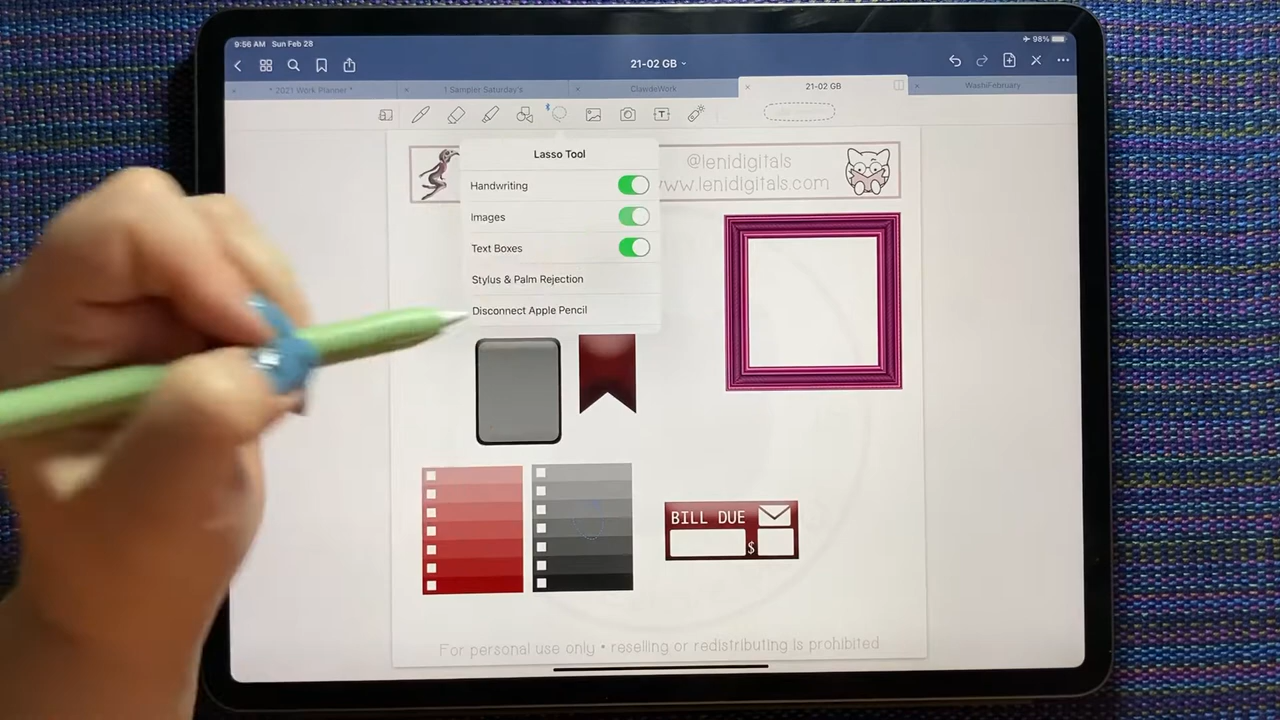 9:56 AM Sun Feb 28
98%
21-02 GB
* 2021 Work Planner *
1 Sampler Saturday's
ClawdeWork
21-02 GB
WashiFebruary
Lasso Tool
Handwriting
Images
Text Boxes
Stylus & Palm Rejection
Disconnect Apple Pencil
@lenidigitals
www.lenidigitals.com
BILL DUE
$
For personal use only • reselling or redistributing is prohibited